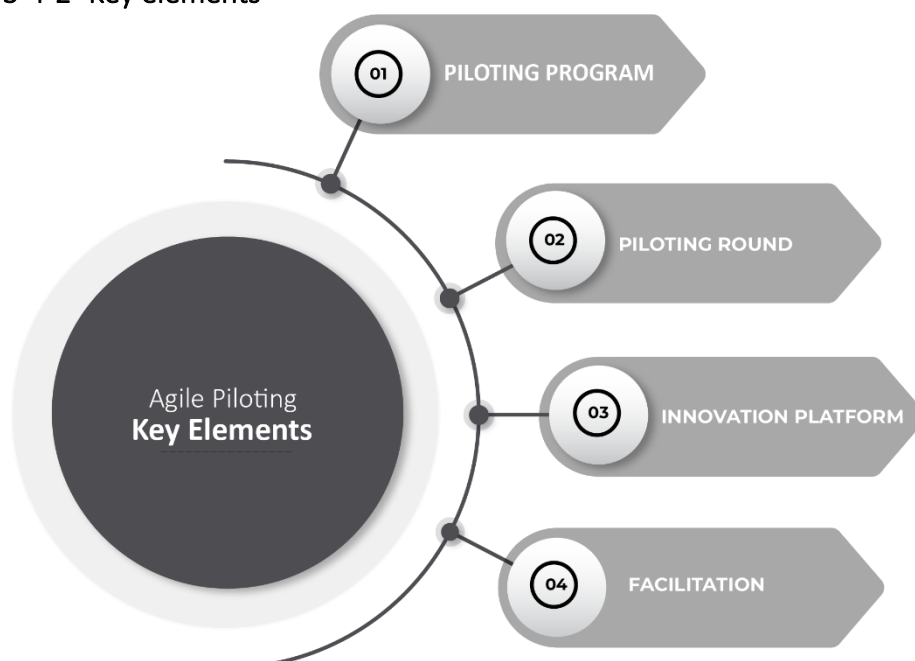 Key elements
01
PILOTING PROGRAM
02
PILOTING ROUND
03
INNOVATION PLATFORM
04
FACILITATION
Agile Piloting
Key Elements